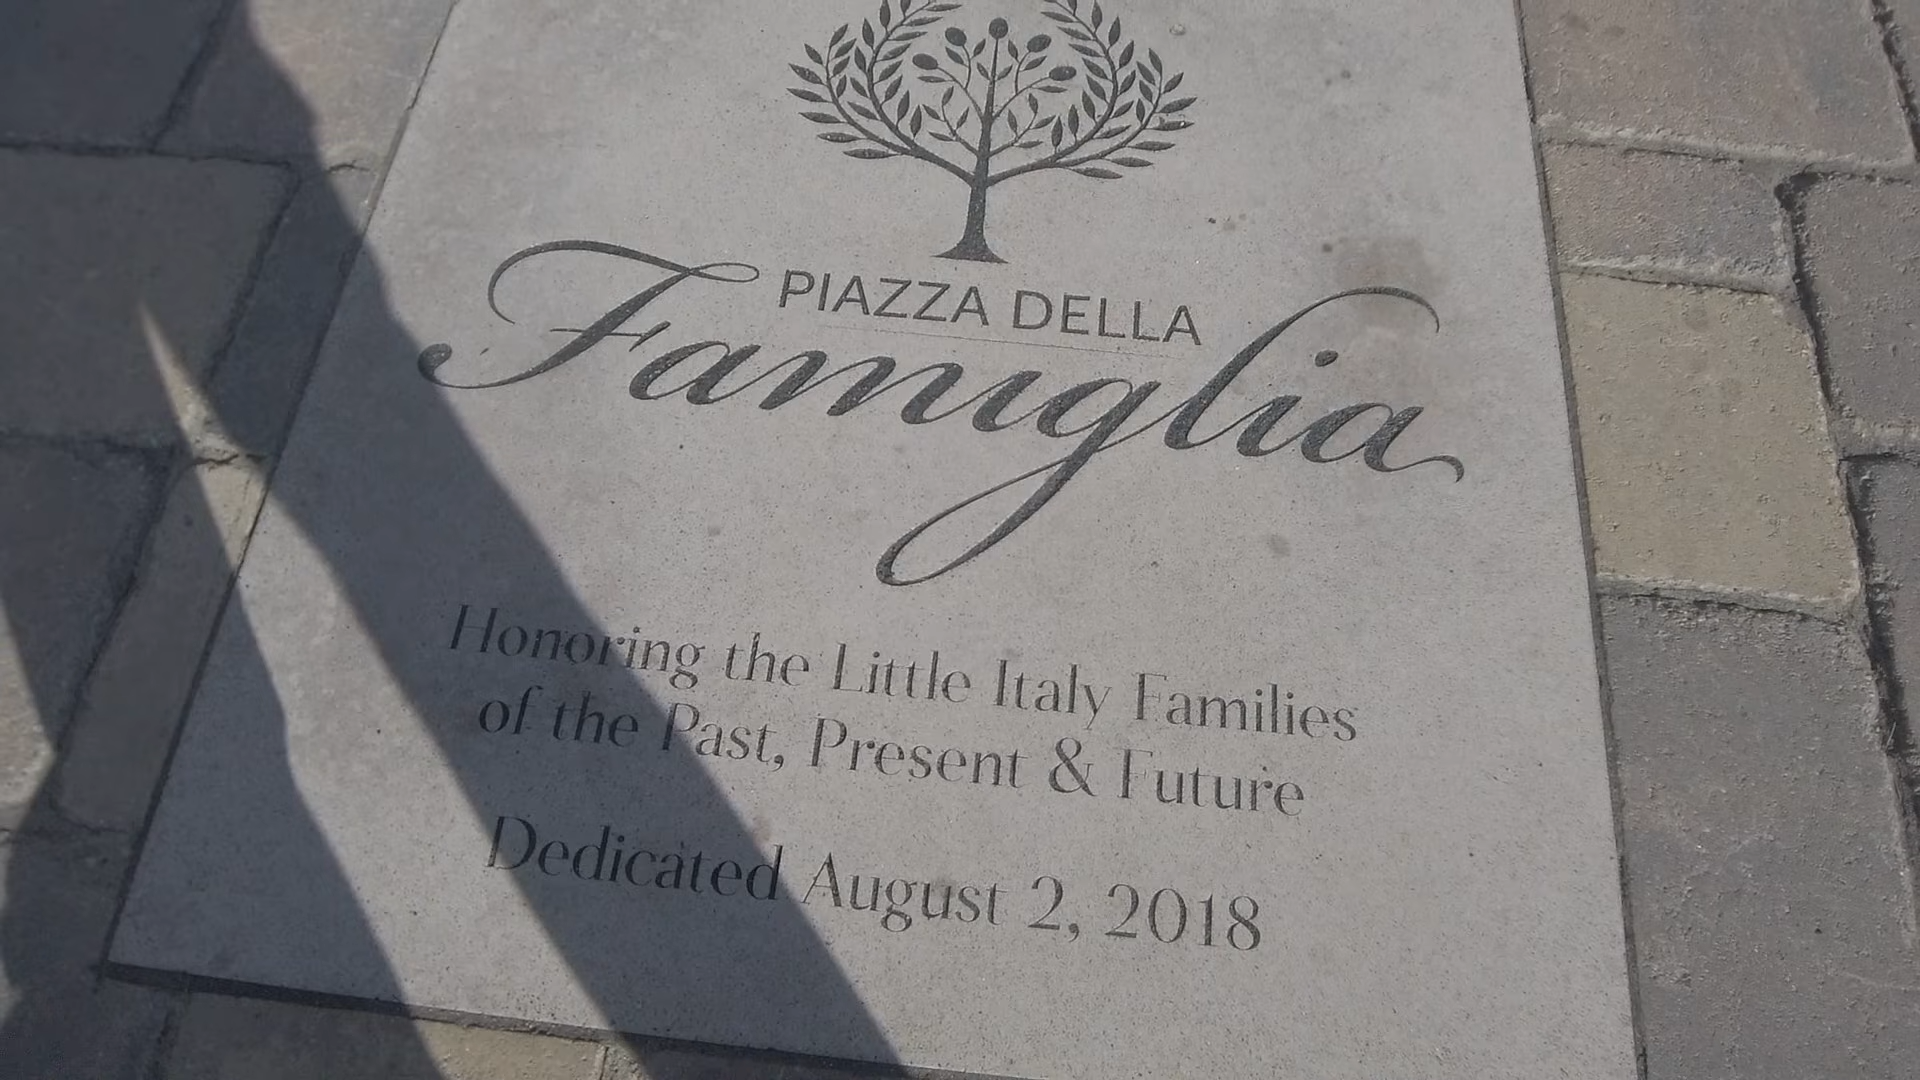 PIAZZA DELLA
Famiglia
Honoring the Little Italy Families
of the Past, Present & Future
Dedicated August 2, 2018